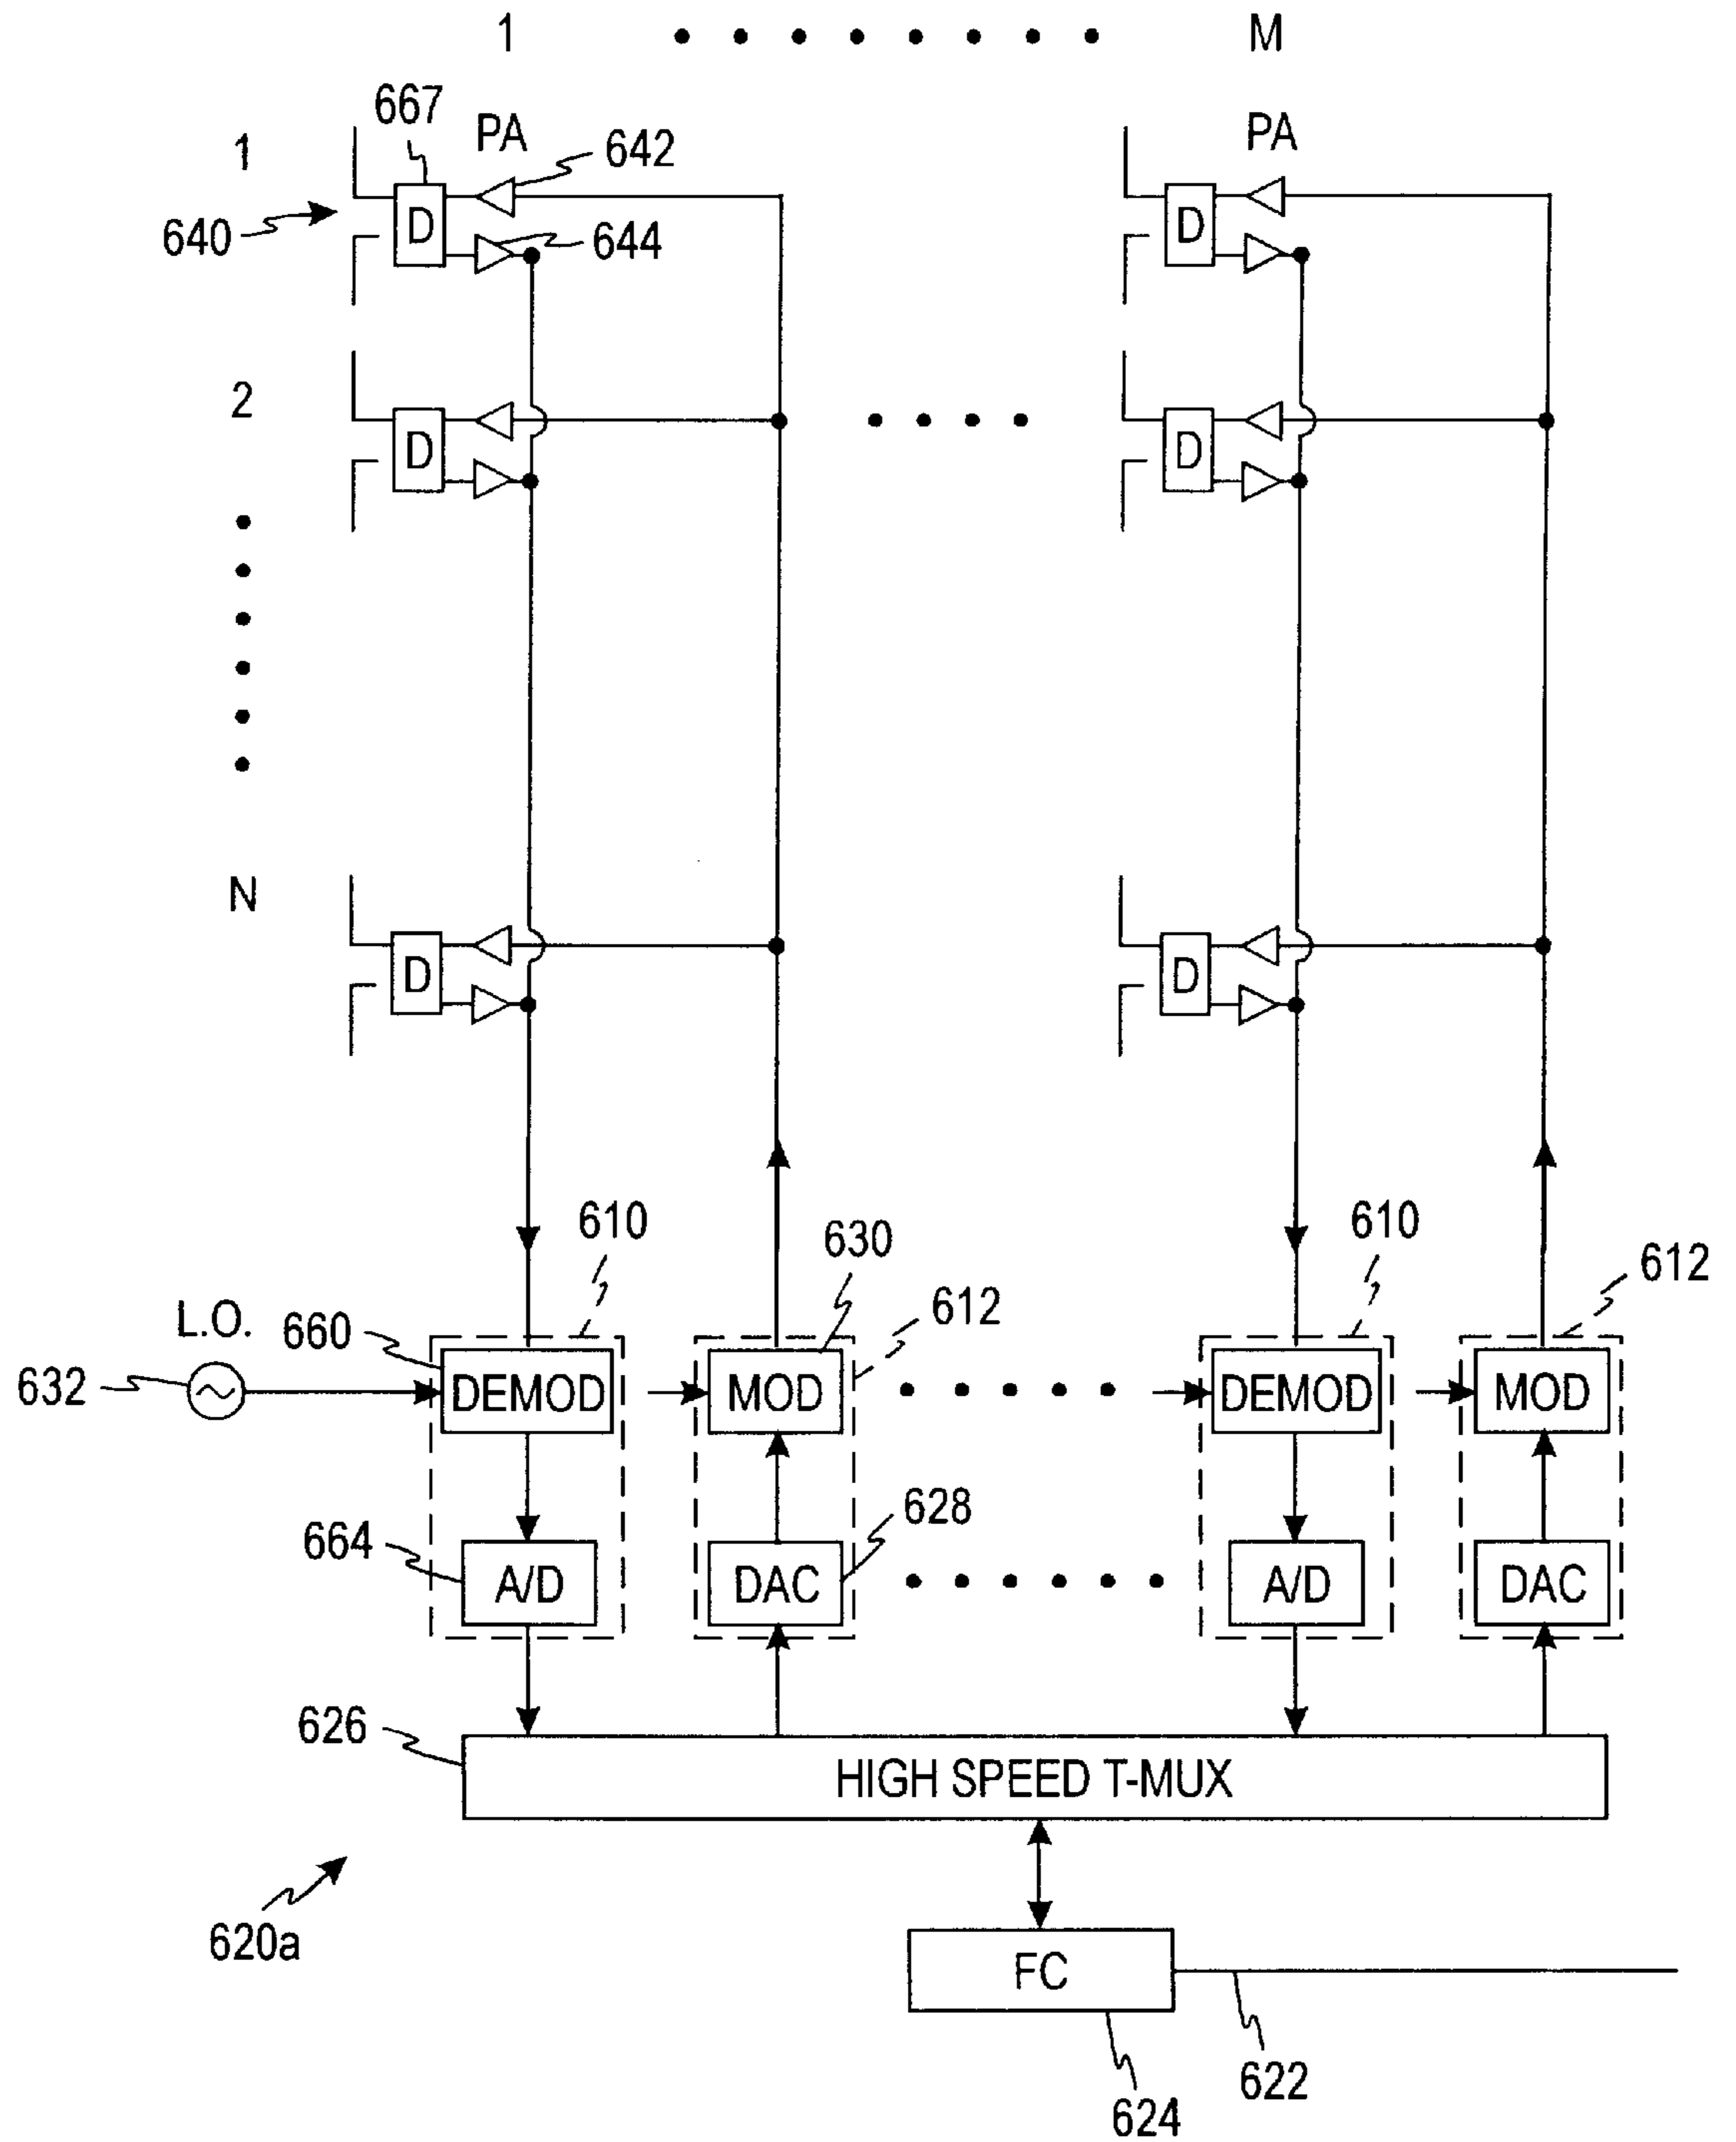 1 M
667
PA
642
PA
1
D
D
640
644
2
D
D
N
D
D
610
610
630
612
612
L.O.
660
632
DEMOD
MOD
DEMOD
MOD
628
664
A/D
DAC
A/D
DAC
626
HIGH SPEED T-MUX
620a
FC
622
624